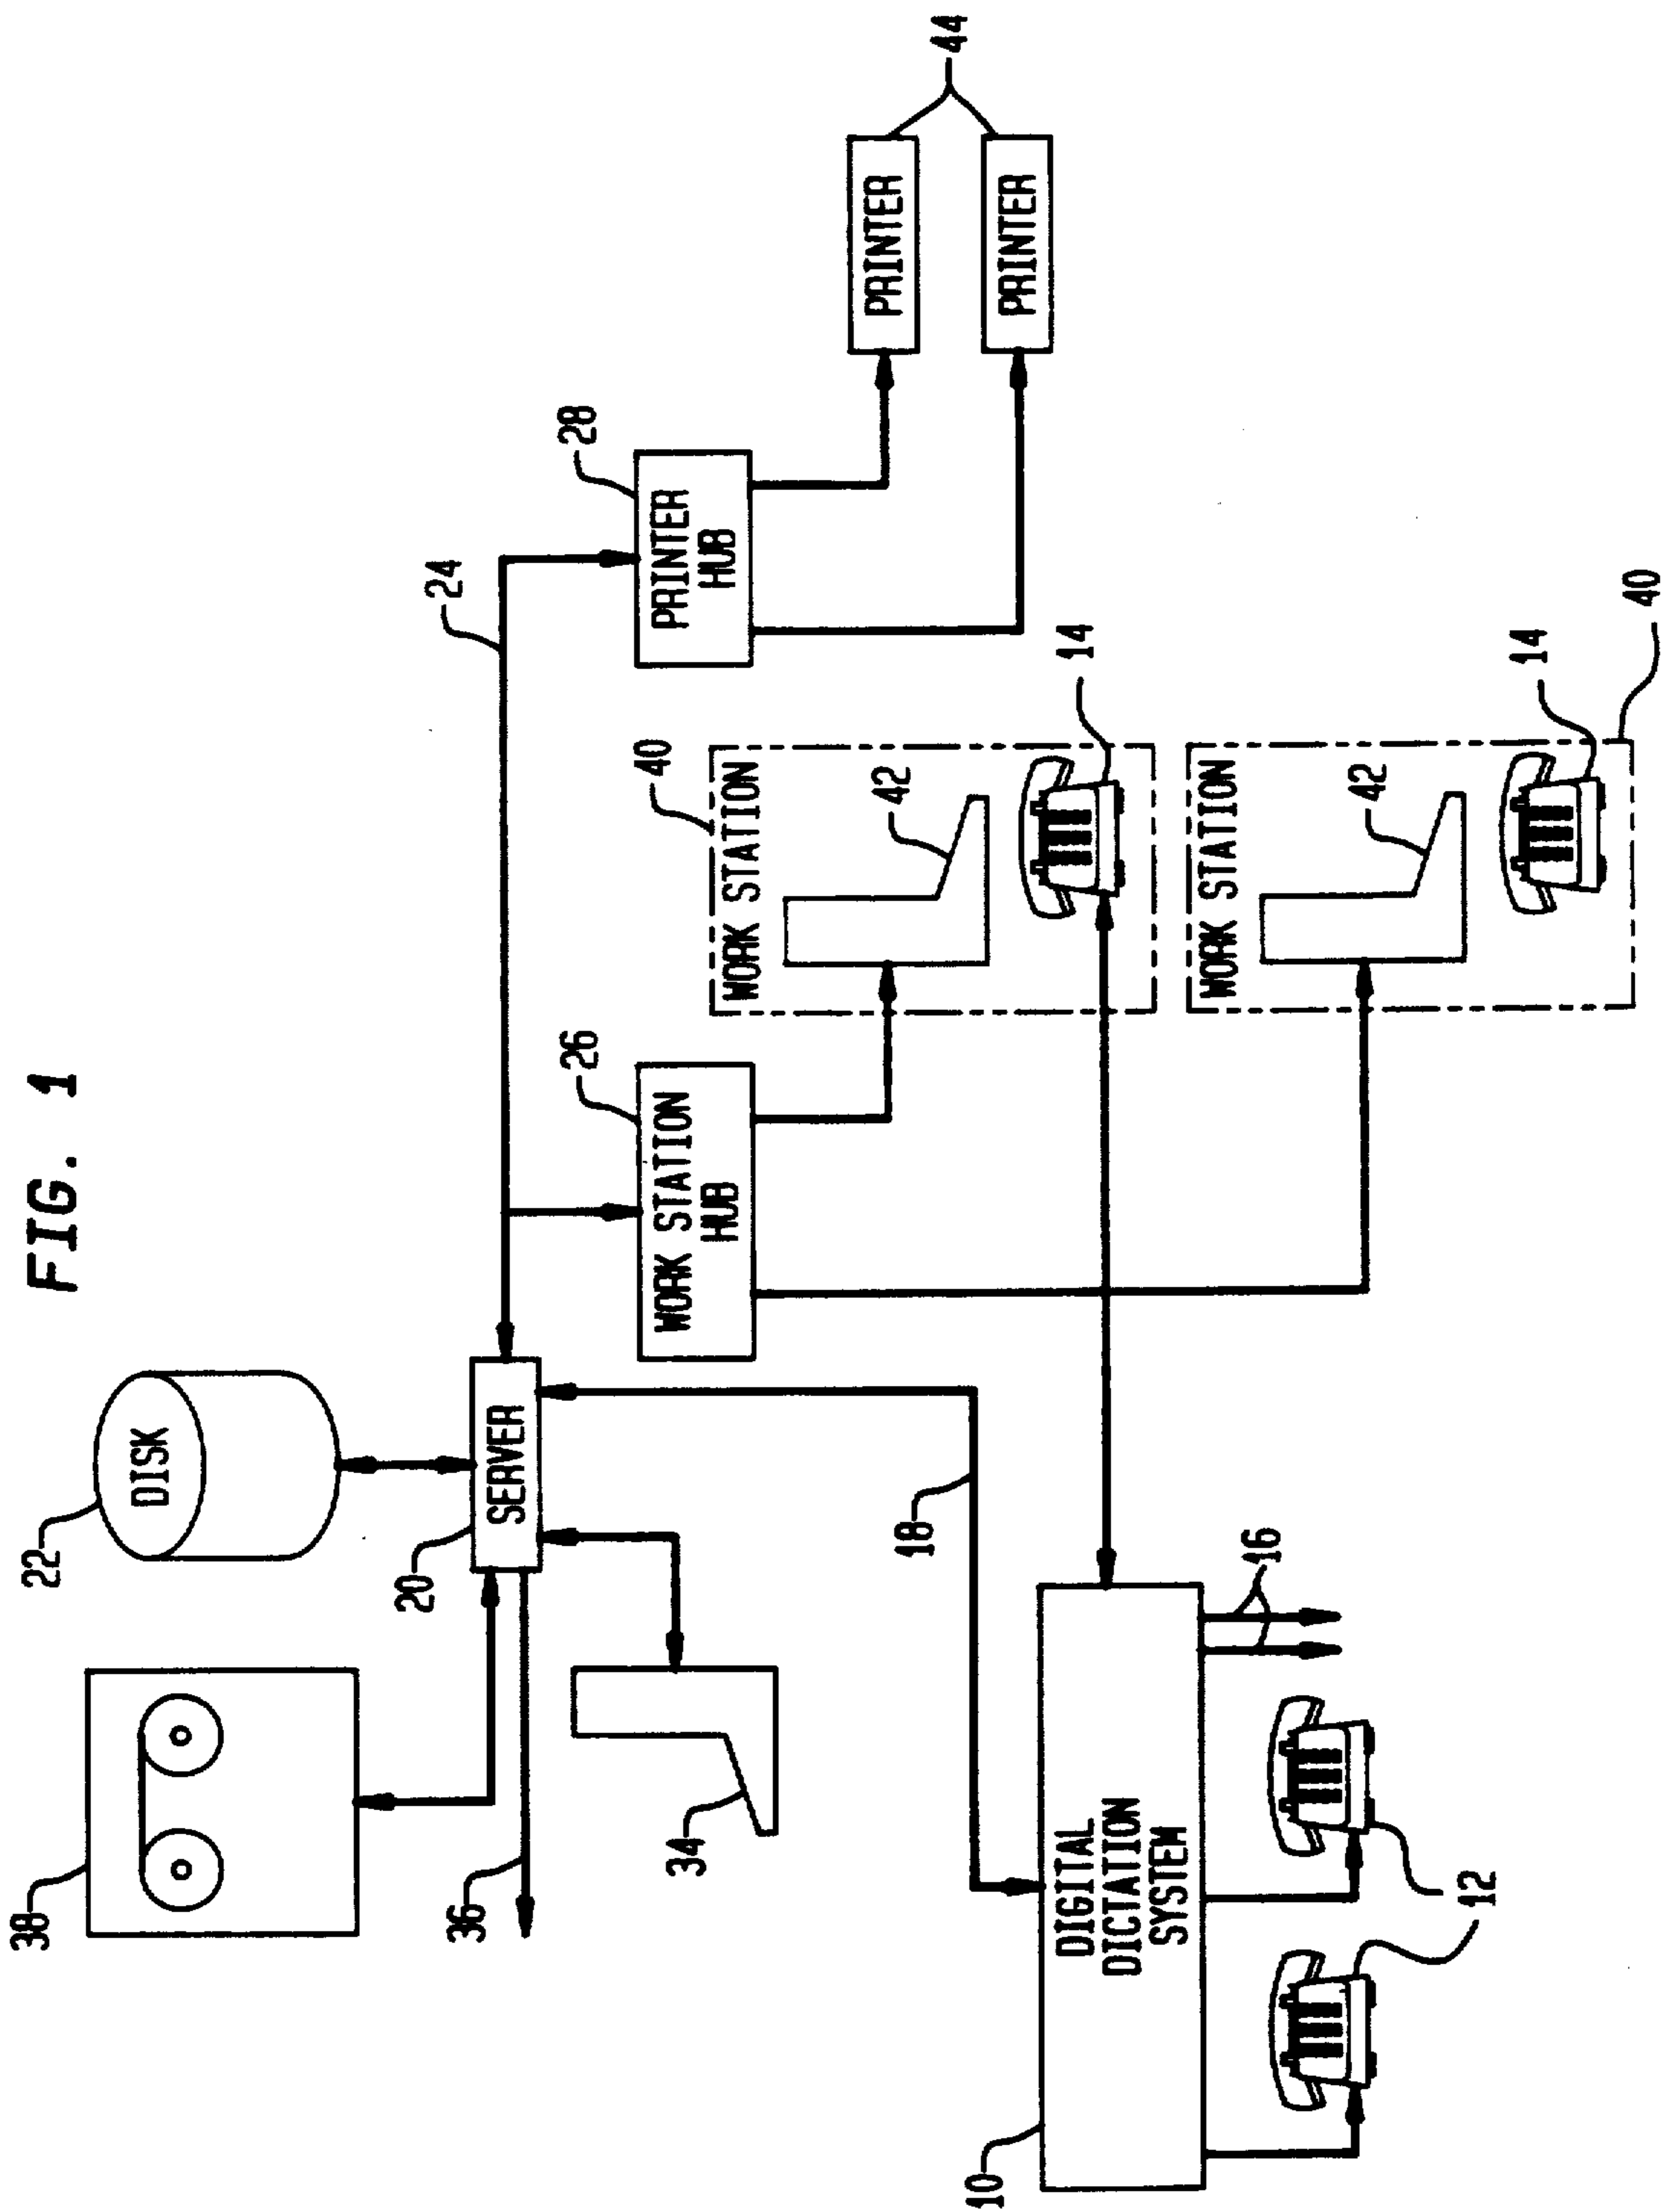 FIG. 1
38
22
DISK
20
SERVER
36
34
24
26
WORK STATION
HUB
28
PRINTER
HUB
PRINTER
PRINTER
44
40
WORK STATION
42
14
WORK STATION
42
14
40
18
10
DIGITAL
DICTATION
SYSTEM
16
12